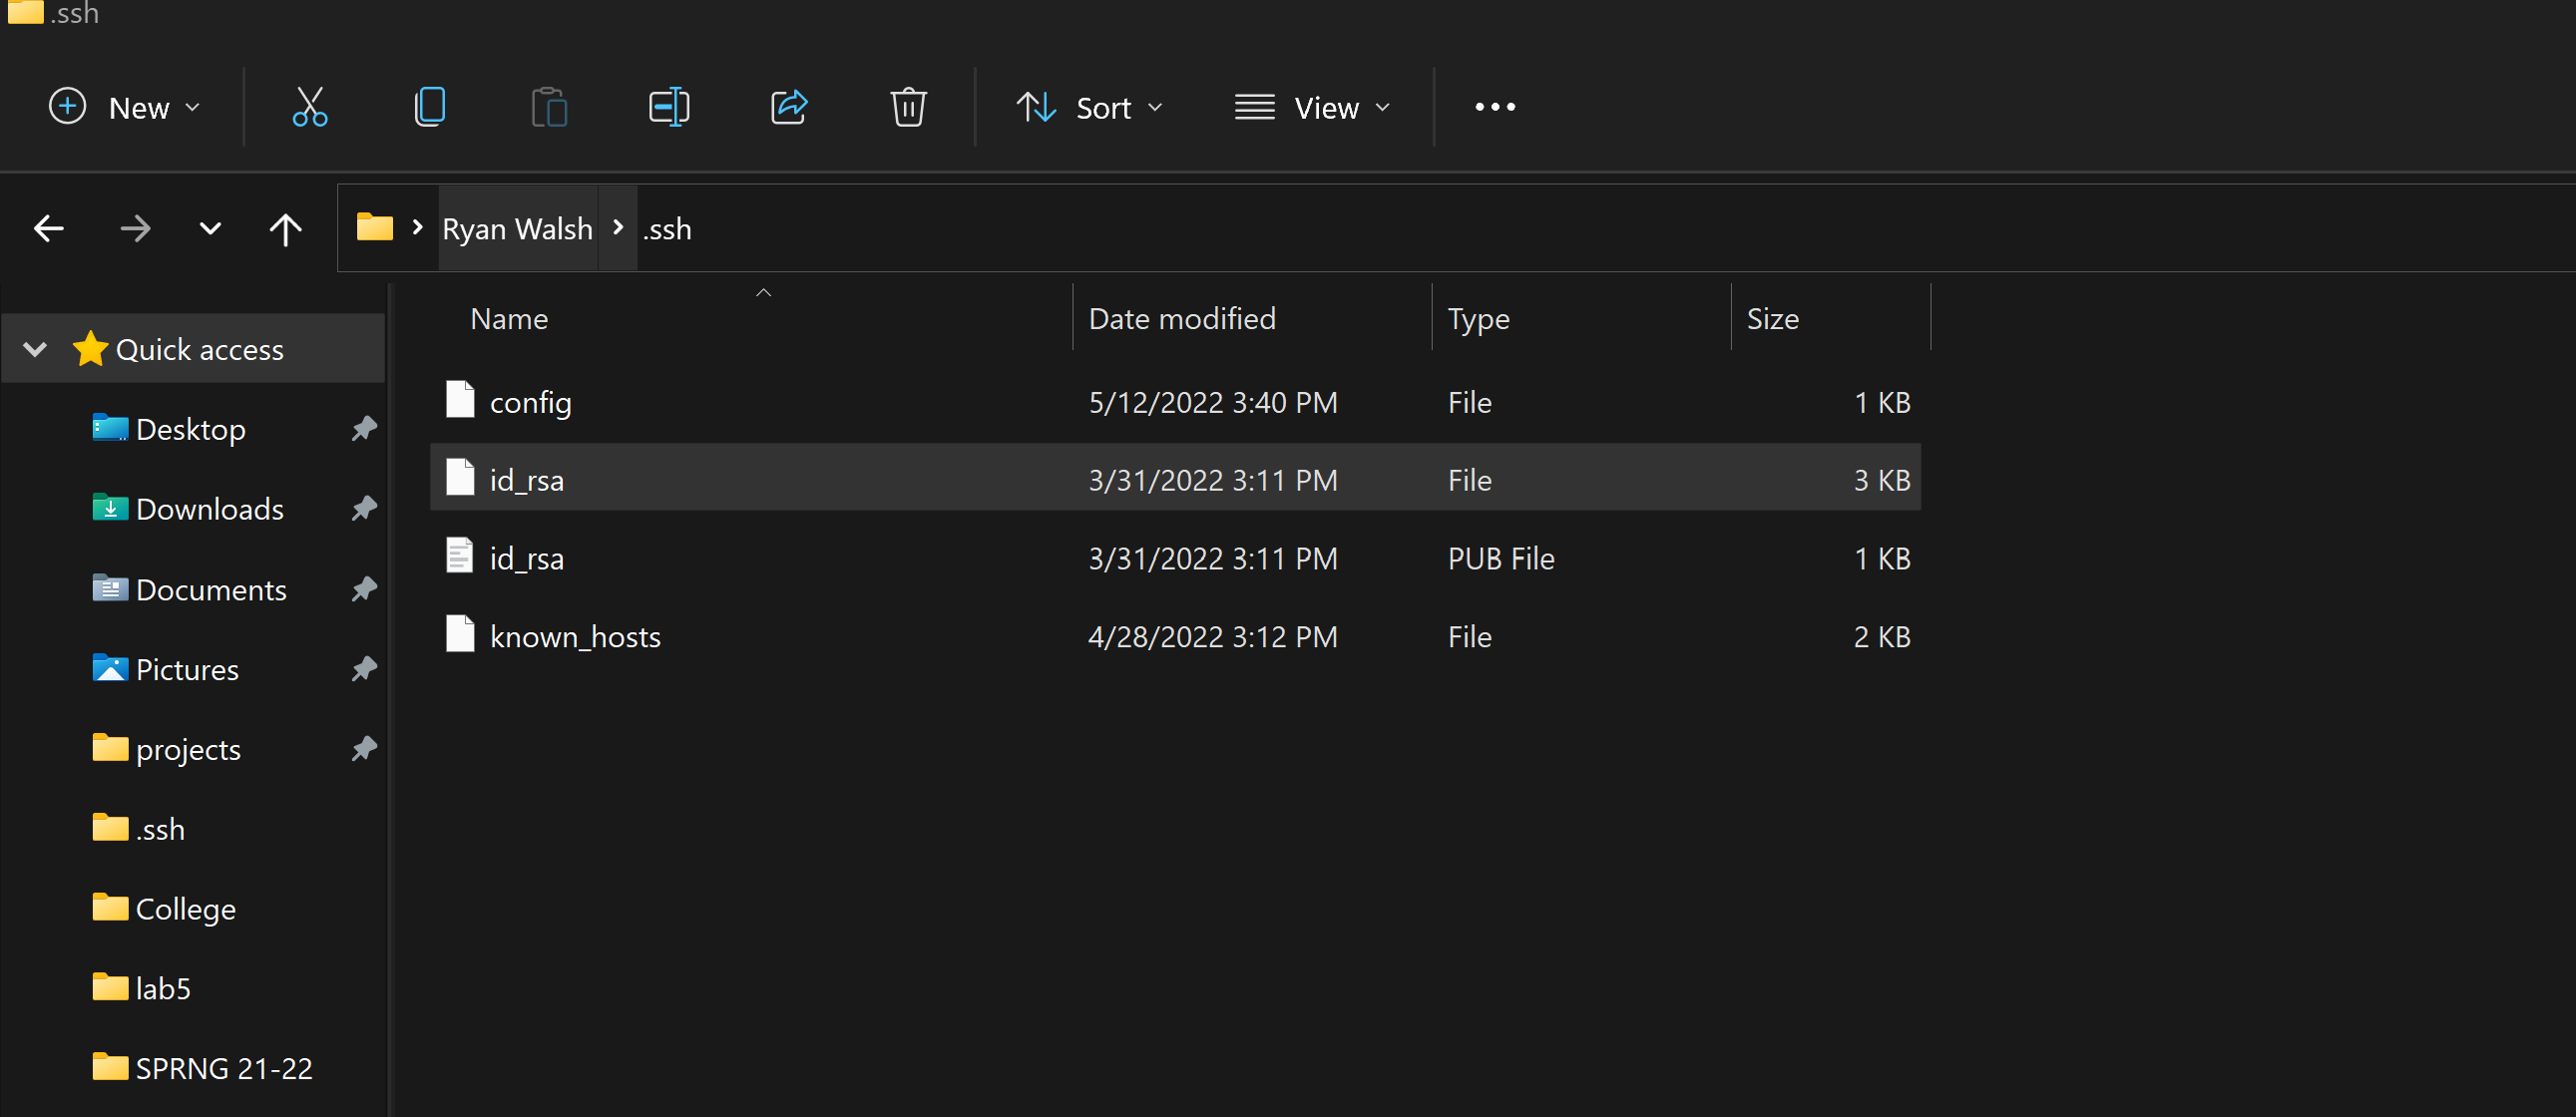 .ssh
New
Sort
View
Ryan Walsh
.ssh
Name
Date modified
Type
Size
Quick access
Desktop
Downloads
Documents
Pictures
projects
.ssh
College
lab5
SPRNG 21-22
config 5/12/2022 3:40 PM File 1 KB
id_rsa 3/31/2022 3:11 PM File 3 KB
id_rsa 3/31/2022 3:11 PM PUB File 1 KB
known_hosts 4/28/2022 3:12 PM File 2 KB